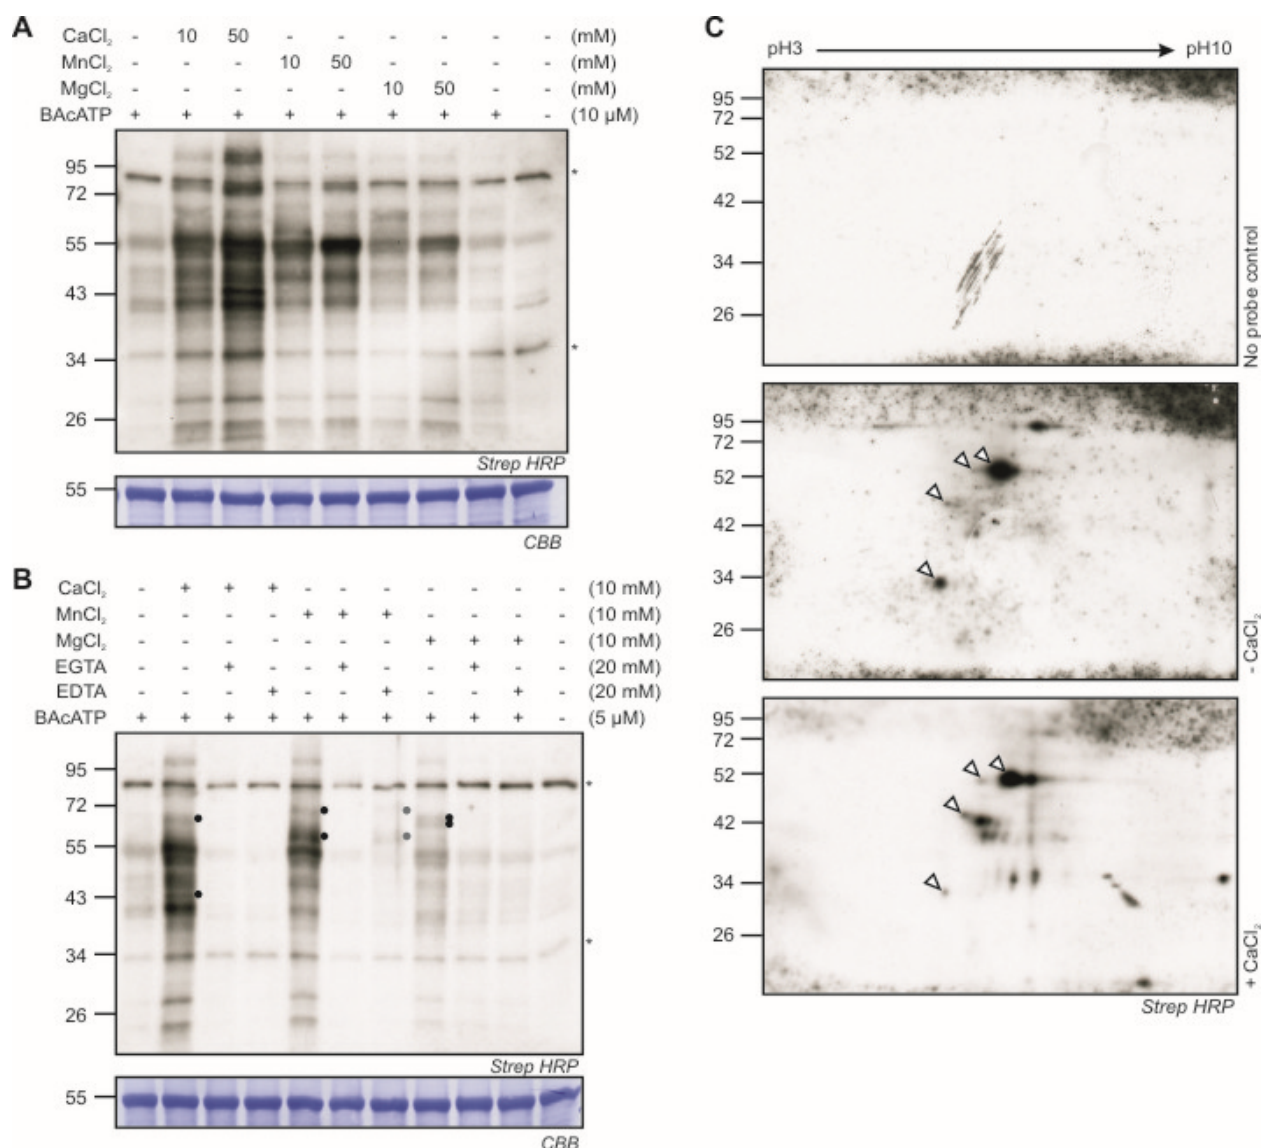 A
CaCl₂ - 10 50 - - - - - - (mM)
MnCl₂ - - - 10 50 - - - - (mM)
MgCl₂ - - - - - 10 50 - - (mM)
BAcATP + + + + + + + + - (10 µM)
95
*
72
55
43
34
*
26
Strep HRP
55
CBB
B
CaCl₂ - + + + - - - - - - - (10 mM)
MnCl₂ - - - - + + + - - - - (10 mM)
MgCl₂ - - - - - - - + + + - (10 mM)
EGTA - - + - - + - - + - - (20 mM)
EDTA - - - + - - + - - + - (20 mM)
BAcATP + + + + + + + + + + - (5 µM)
95
*
72
55
43
34
*
26
Strep HRP
55
CBB
C
pH3 pH10
95
72
52
42
34
26
No probe control
95
72
52
42
34
26
- CaCl₂
95
72
52
42
34
26
+ CaCl₂
Strep HRP